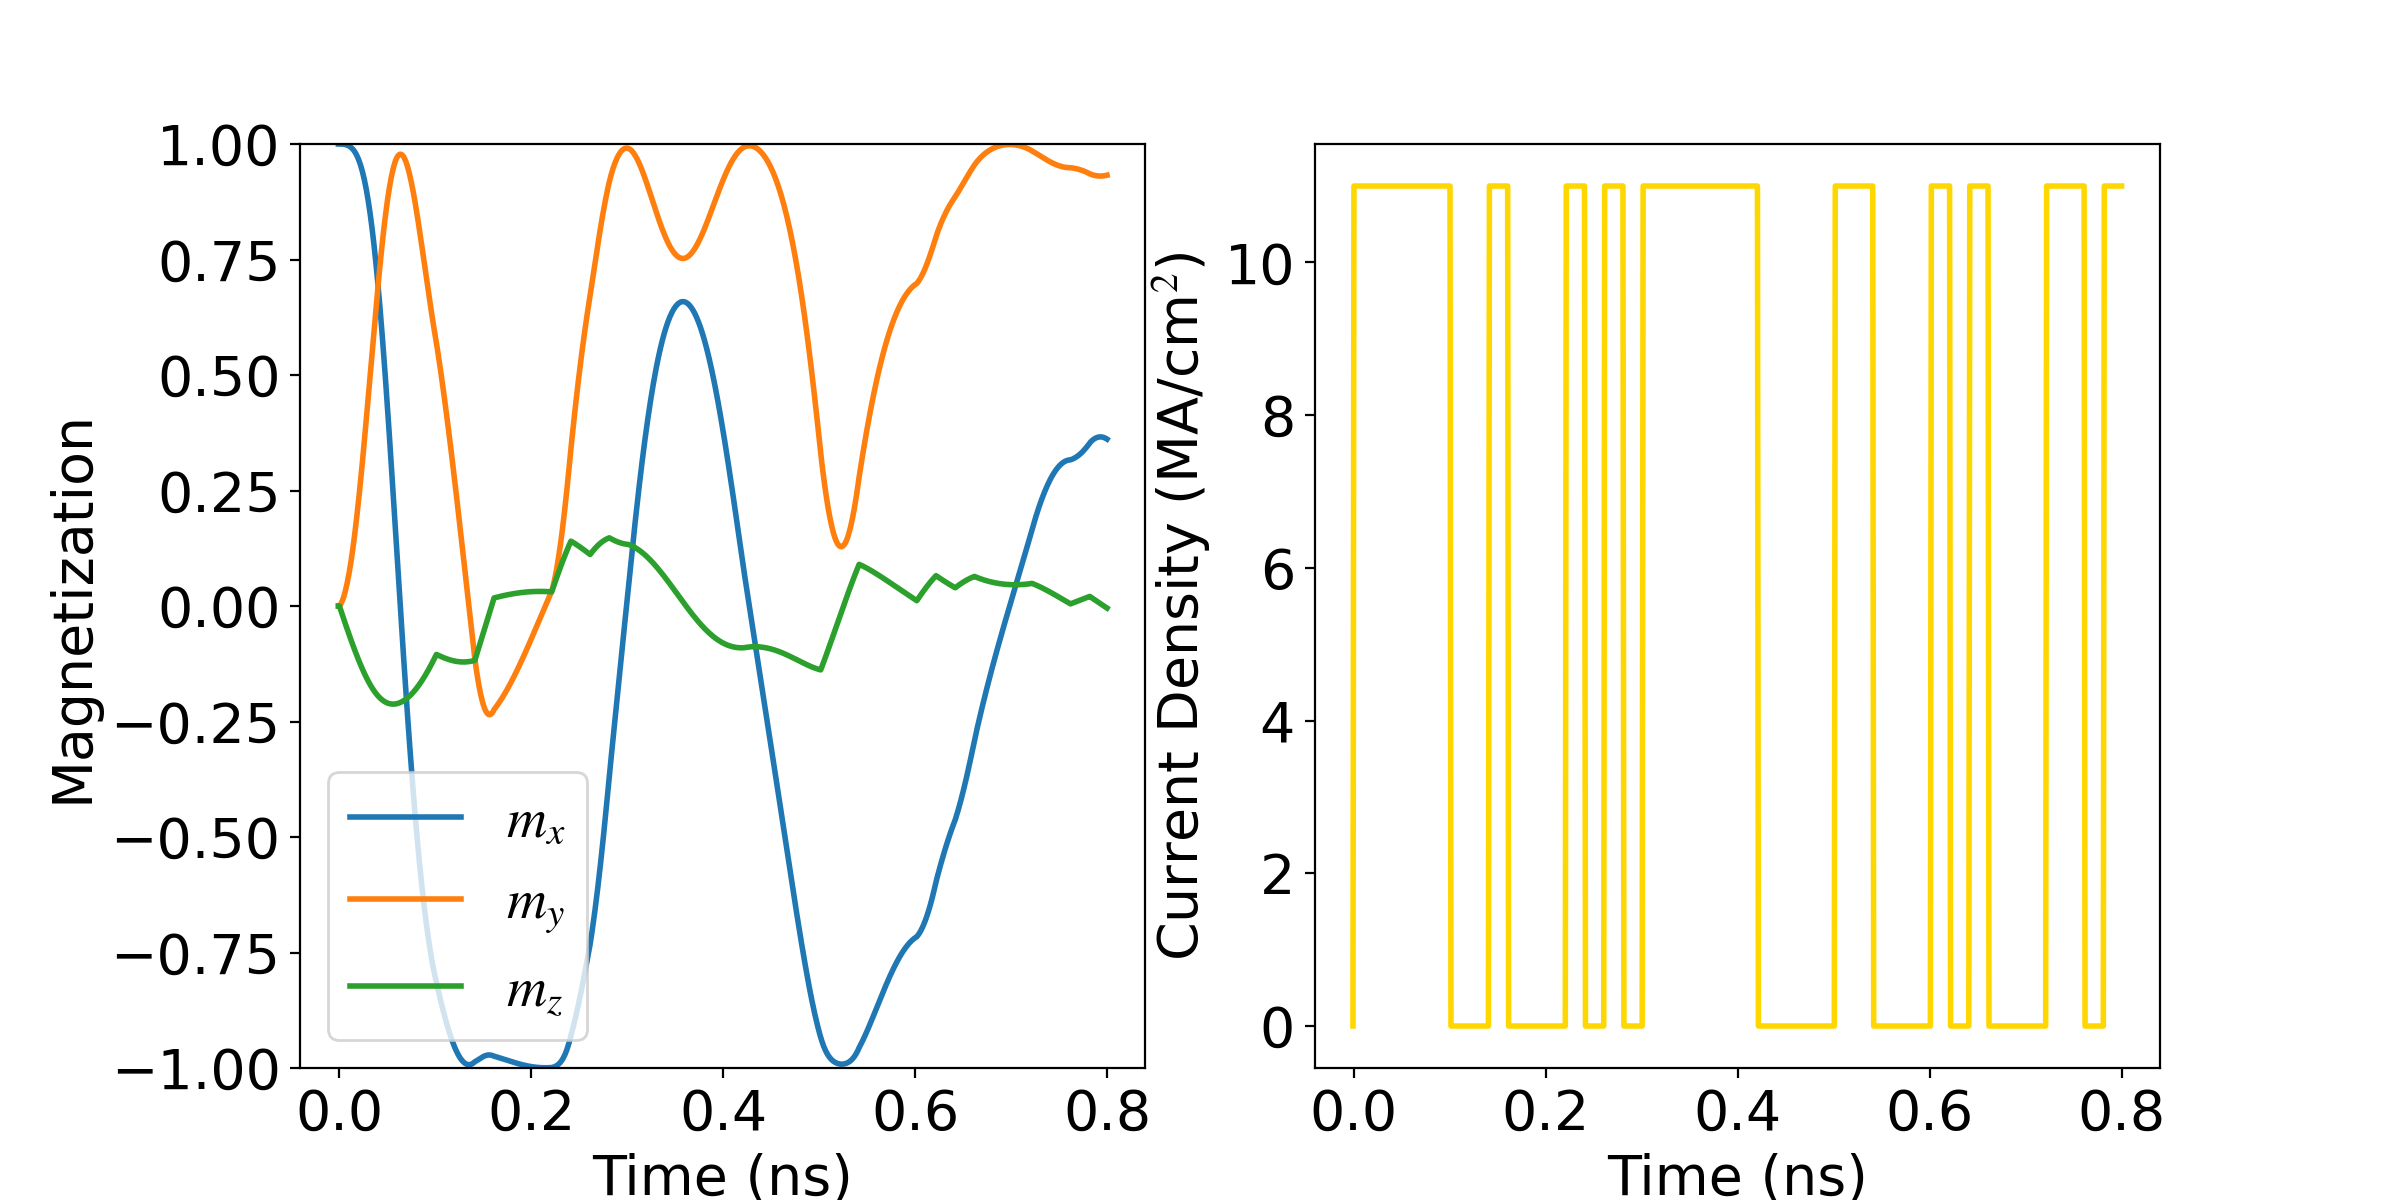 Magnetization
1.00
0.75
0.50
0.25
0.00
−0.25
−0.50
−0.75
−1.00
m_x
m_y
m_z
0.0 0.2 0.4 0.6 0.8
Time (ns)
Current Density (MA/cm²)
10
8
6
4
2
0
0.0 0.2 0.4 0.6 0.8
Time (ns)